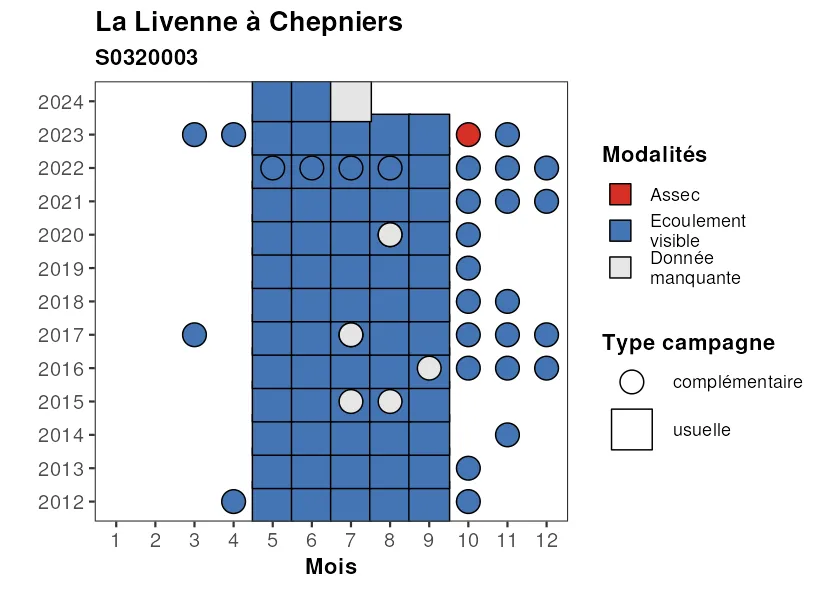 La Livenne à Chepniers
S0320003
2024
2023
2022
2021
2020
2019
2018
2017
2016
2015
2014
2013
2012
1 2 3 4 5 6 7 8 9 10 11 12
Mois
Modalités
Assec
Ecoulement
visible
Donnée
manquante
Type campagne
complémentaire
usuelle